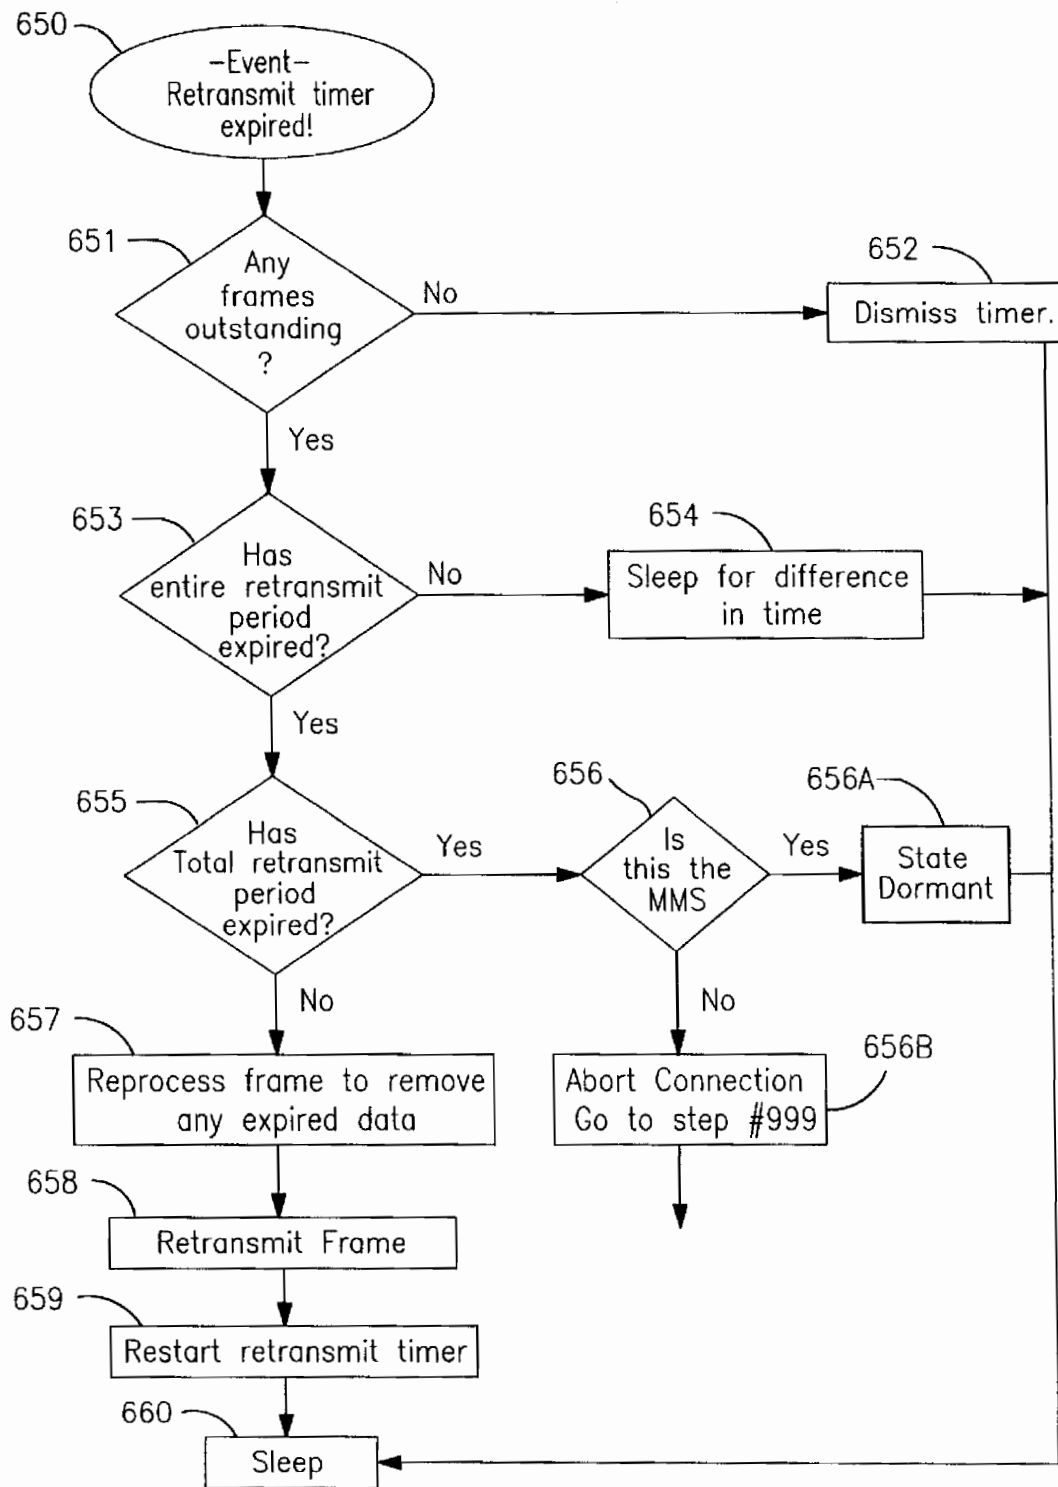 650
-Event-
Retransmit timer
expired!
651
Any
frames
outstanding
?
No
652
Dismiss timer.
Yes
653
Has
entire retransmit
period
expired?
No
654
Sleep for difference
in time
Yes
655
Has
Total retransmit
period
expired?
Yes
656
Is
this the
MMS
Yes
656A
State
Dormant
No
No
657
Reprocess frame to remove
any expired data
656B
Abort Connection
Go to step #999
658
Retransmit Frame
659
Restart retransmit timer
660
Sleep